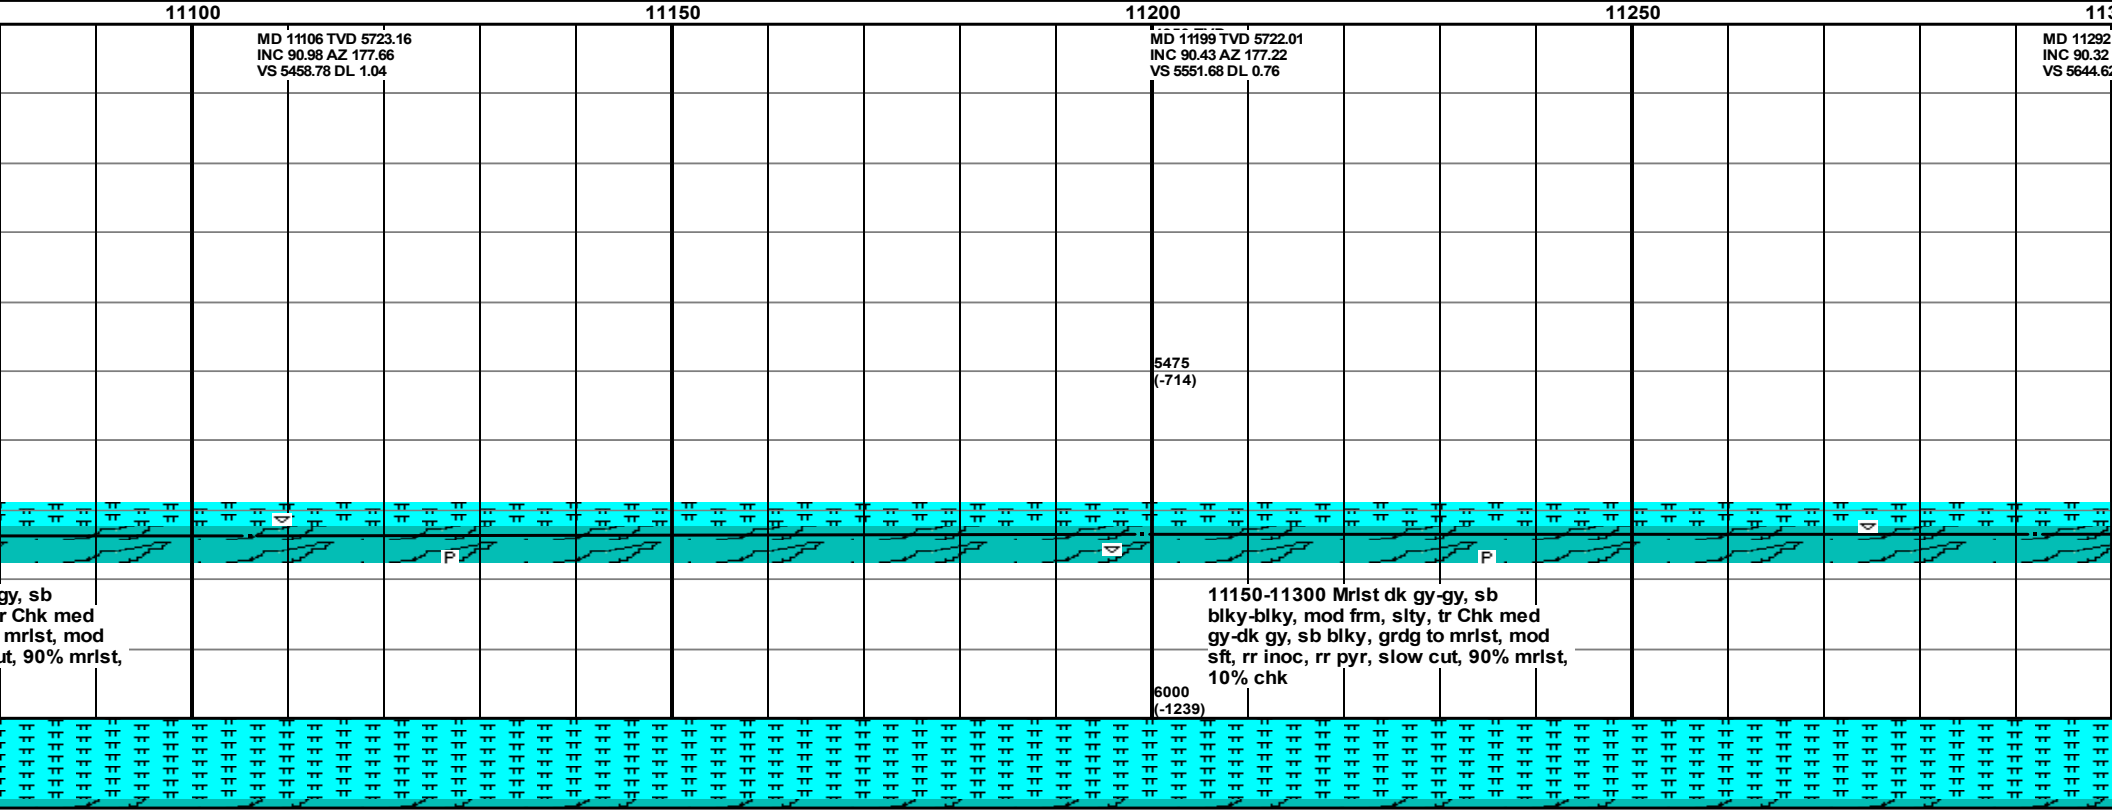 11100
11150
11200
11250
MD 11106 TVD 5723.16
INC 90.98 AZ 177.66
VS 5458.78 DL 1.04
MD 11199 TVD 5722.01
INC 90.43 AZ 177.22
VS 5551.68 DL 0.76
MD 11292
INC 90.32
VS 5644.62
5475
(-714)
P
P
gy, sb
r Chk med
mrlst, mod
ut, 90% mrlst,
11150-11300 Mrlst dk gy-gy, sb
blky-blky, mod frm, slty, tr Chk med
gy-dk gy, sb blky, grdg to mrlst, mod
sft, rr inoc, rr pyr, slow cut, 90% mrlst,
10% chk
6000
(-1239)